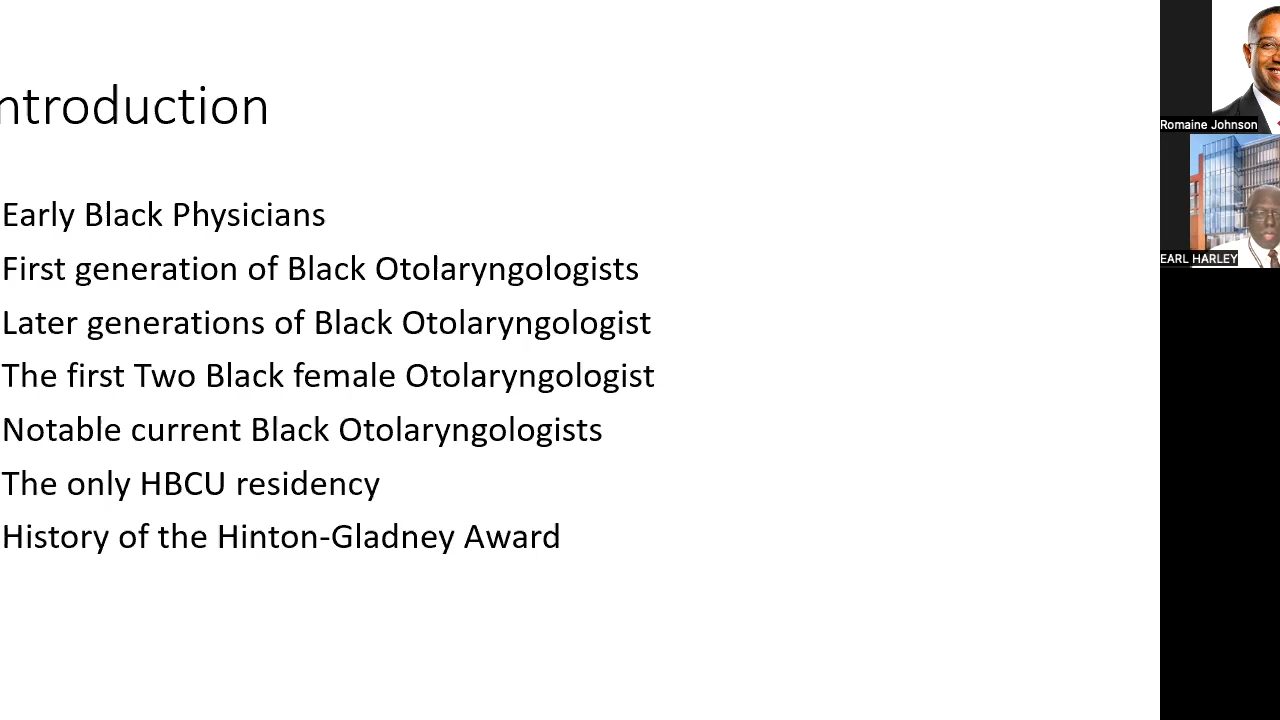 ntroduction
Early Black Physicians
First generation of Black Otolaryngologists
Later generations of Black Otolaryngologist
The first Two Black female Otolaryngologist
Notable current Black Otolaryngologists
The only HBCU residency
History of the Hinton-Gladney Award
Romaine Johnson
EARL HARLEY